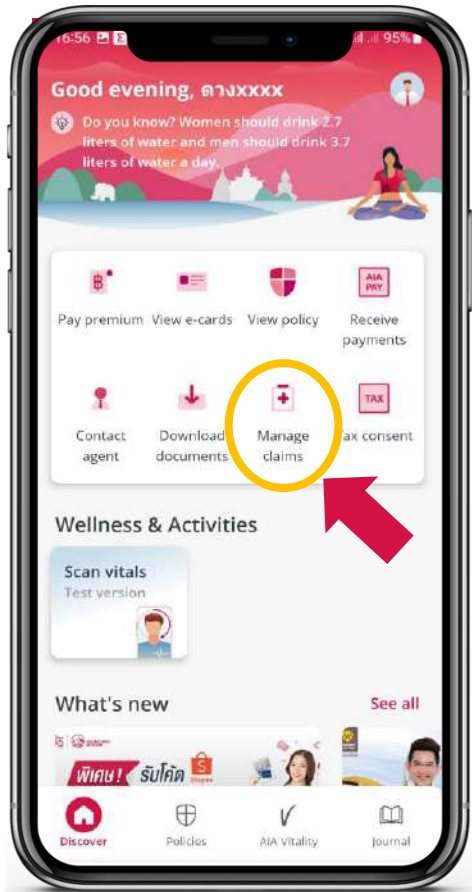 16:56
95%
Good evening, ดวงxxxx
Do you know? Women should drink 2.7
liters of water and men should drink 3.7
liters of water a day.
Pay premium
View e-cards
View policy
AIA
PAY
Receive
payments
Contact
agent
Download
documents
Manage
claims
TAX
Tax consent
Wellness & Activities
Scan vitals
Test version
What's new
See all
พิเศษ!
รับโค้ด
Discover
Policies
AIA Vitality
Journal